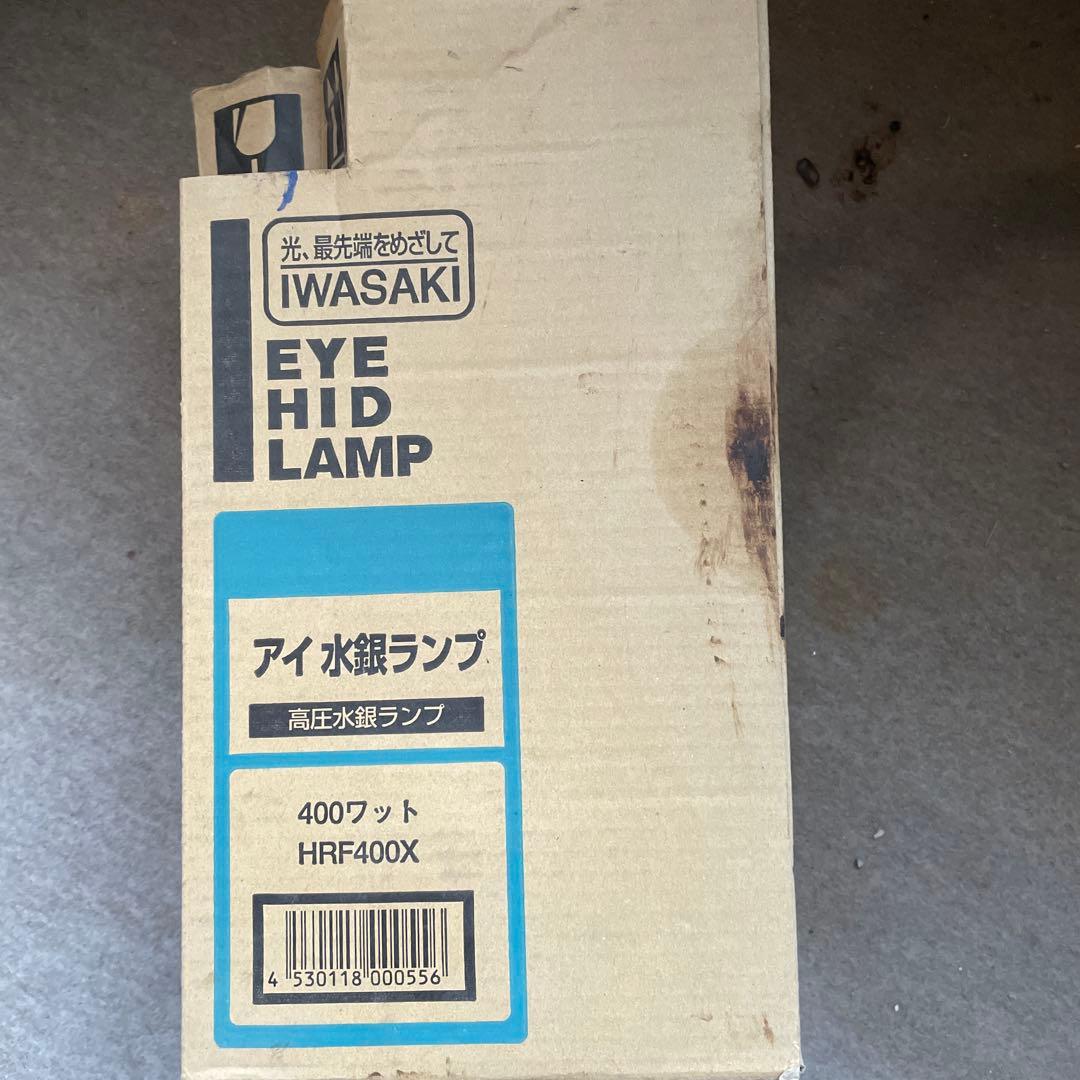 光、最先端をめざして
IWASAKI
EYE
HID
LAMP
アイ 水銀ランプ
高圧水銀ランプ
400ワット
HRF400X
4 530118 000556